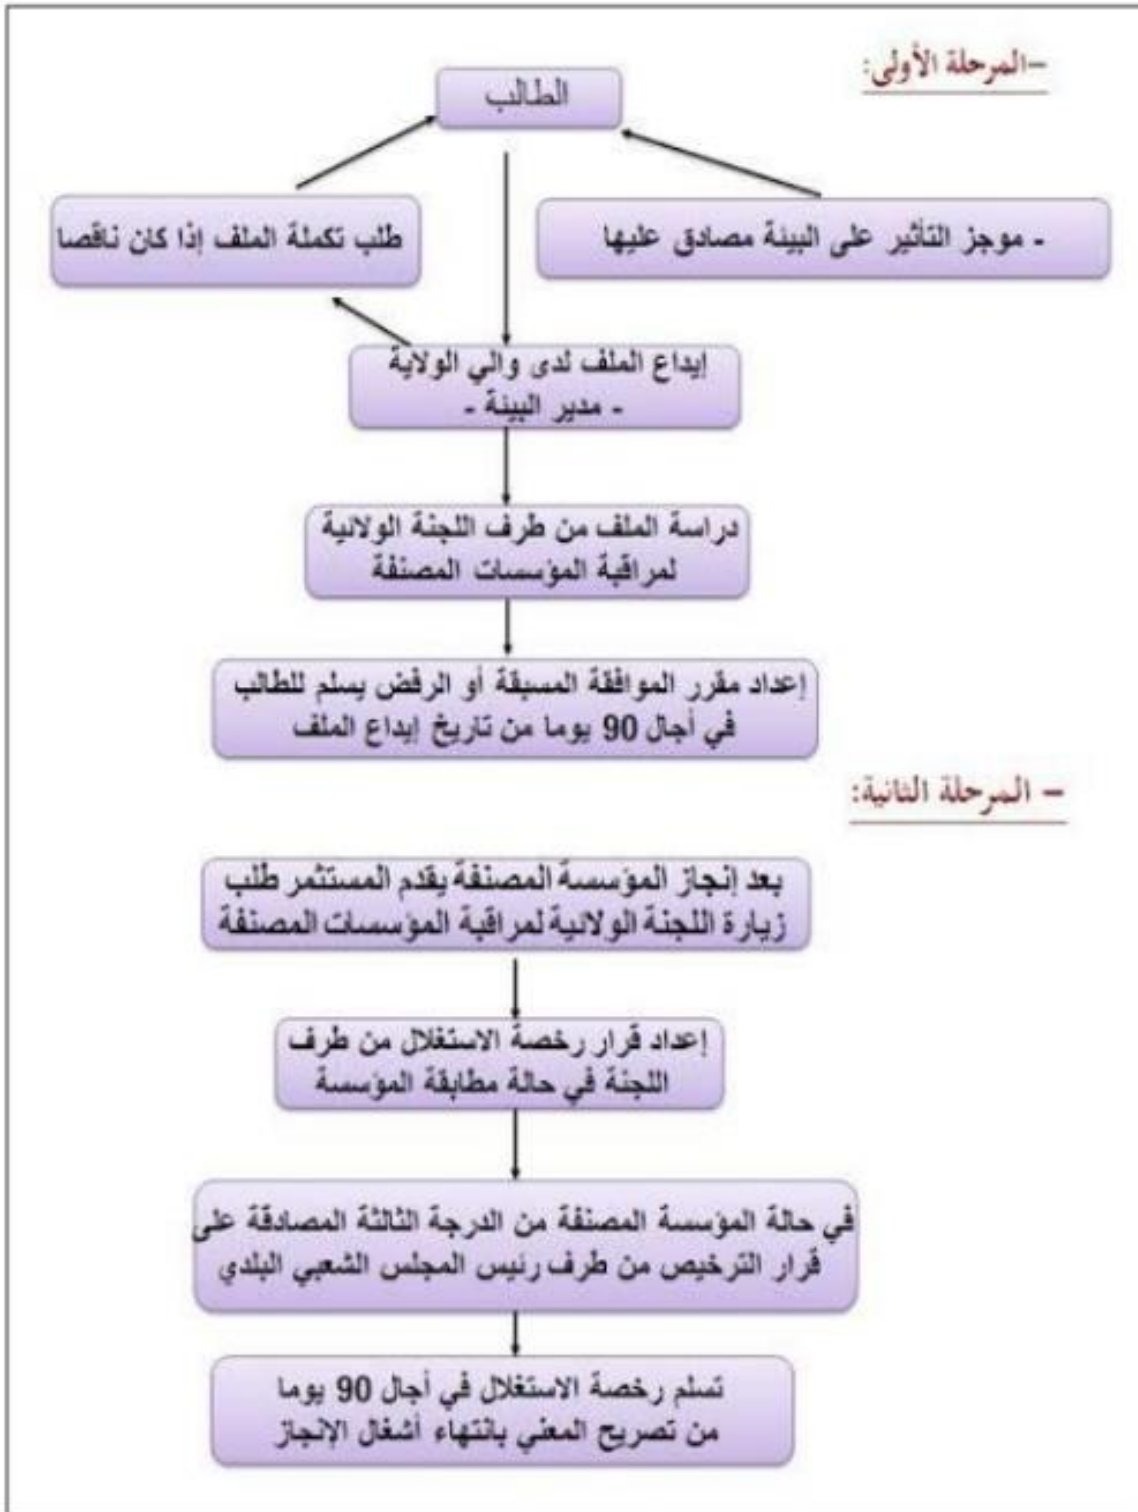 -المرحلة الأولى:
الطالب
- موجز التأثير على البيئة مصادق عليها
طلب تكملة الملف إذا كان ناقصا
إيداع الملف لدى والي الولاية
- مدير البيئة -
دراسة الملف من طرف اللجنة الولائية
لمراقبة المؤسسات المصنفة
إعداد مقرر الموافقة المسبقة أو الرفض يسلم للطالب
في أجال 90 يوما من تاريخ إيداع الملف
- المرحلة الثانية:
بعد إنجاز المؤسسة المصنفة يقدم المستثمر طلب
زيارة اللجنة الولائية لمراقبة المؤسسات المصنفة
إعداد قرار رخصة الاستغلال من طرف
اللجنة في حالة مطابقة المؤسسة
في حالة المؤسسة المصنفة من الدرجة الثالثة المصادقة على
قرار الترخيص من طرف رئيس المجلس الشعبي البلدي
تسلم رخصة الاستغلال في أجال 90 يوما
من تصريح المعني بانتهاء أشغال الإنجاز